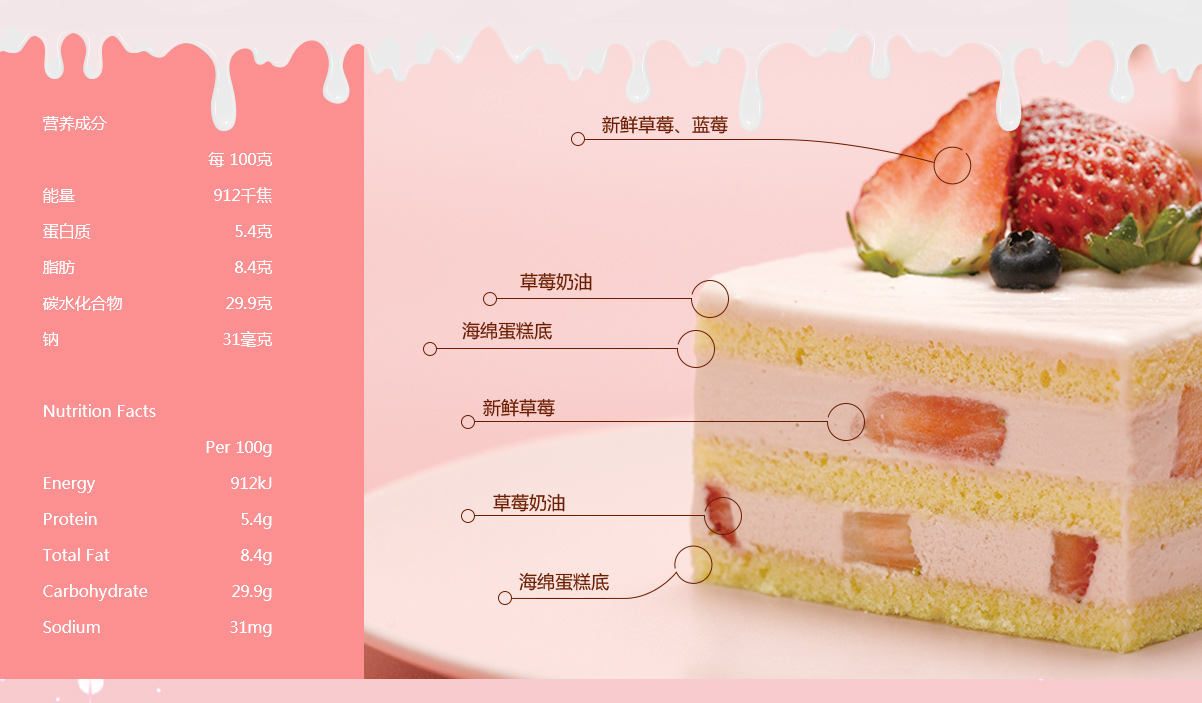 营养成分
每 100克
能量 912千焦
蛋白质 5.4克
脂肪 8.4克
碳水化合物 29.9克
钠 31毫克
Nutrition Facts
Per 100g
Energy 912kJ
Protein 5.4g
Total Fat 8.4g
Carbohydrate 29.9g
Sodium 31mg
新鲜草莓、蓝莓
草莓奶油
海绵蛋糕底
新鲜草莓
草莓奶油
海绵蛋糕底